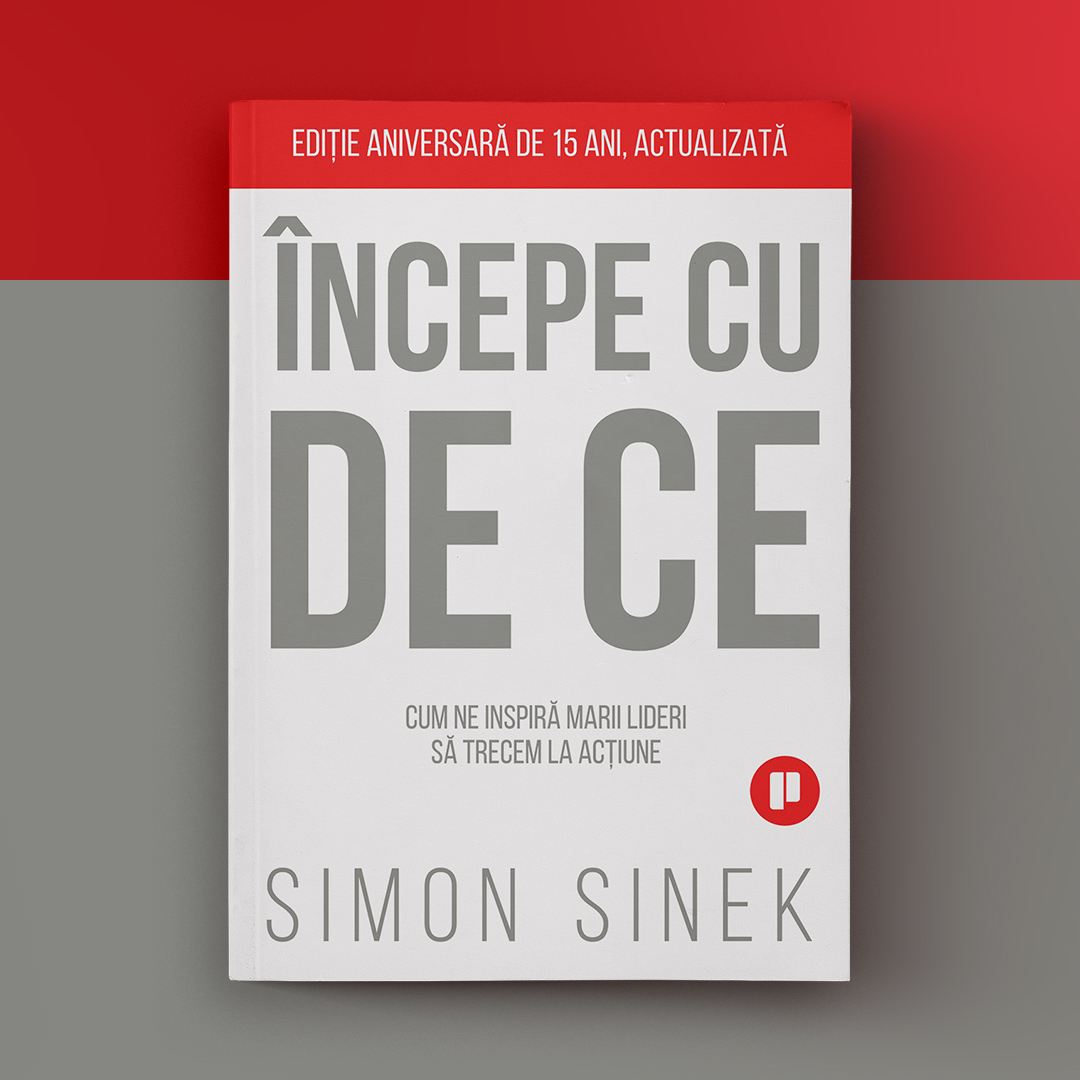 EDIȚIE ANIVERSARĂ DE 15 ANI, ACTUALIZATĂ
ÎNCEPE CU
DE CE
CUM NE INSPIRĂ MARII LIDERI
SĂ TRECEM LA ACȚIUNE
P
SIMON SINEK